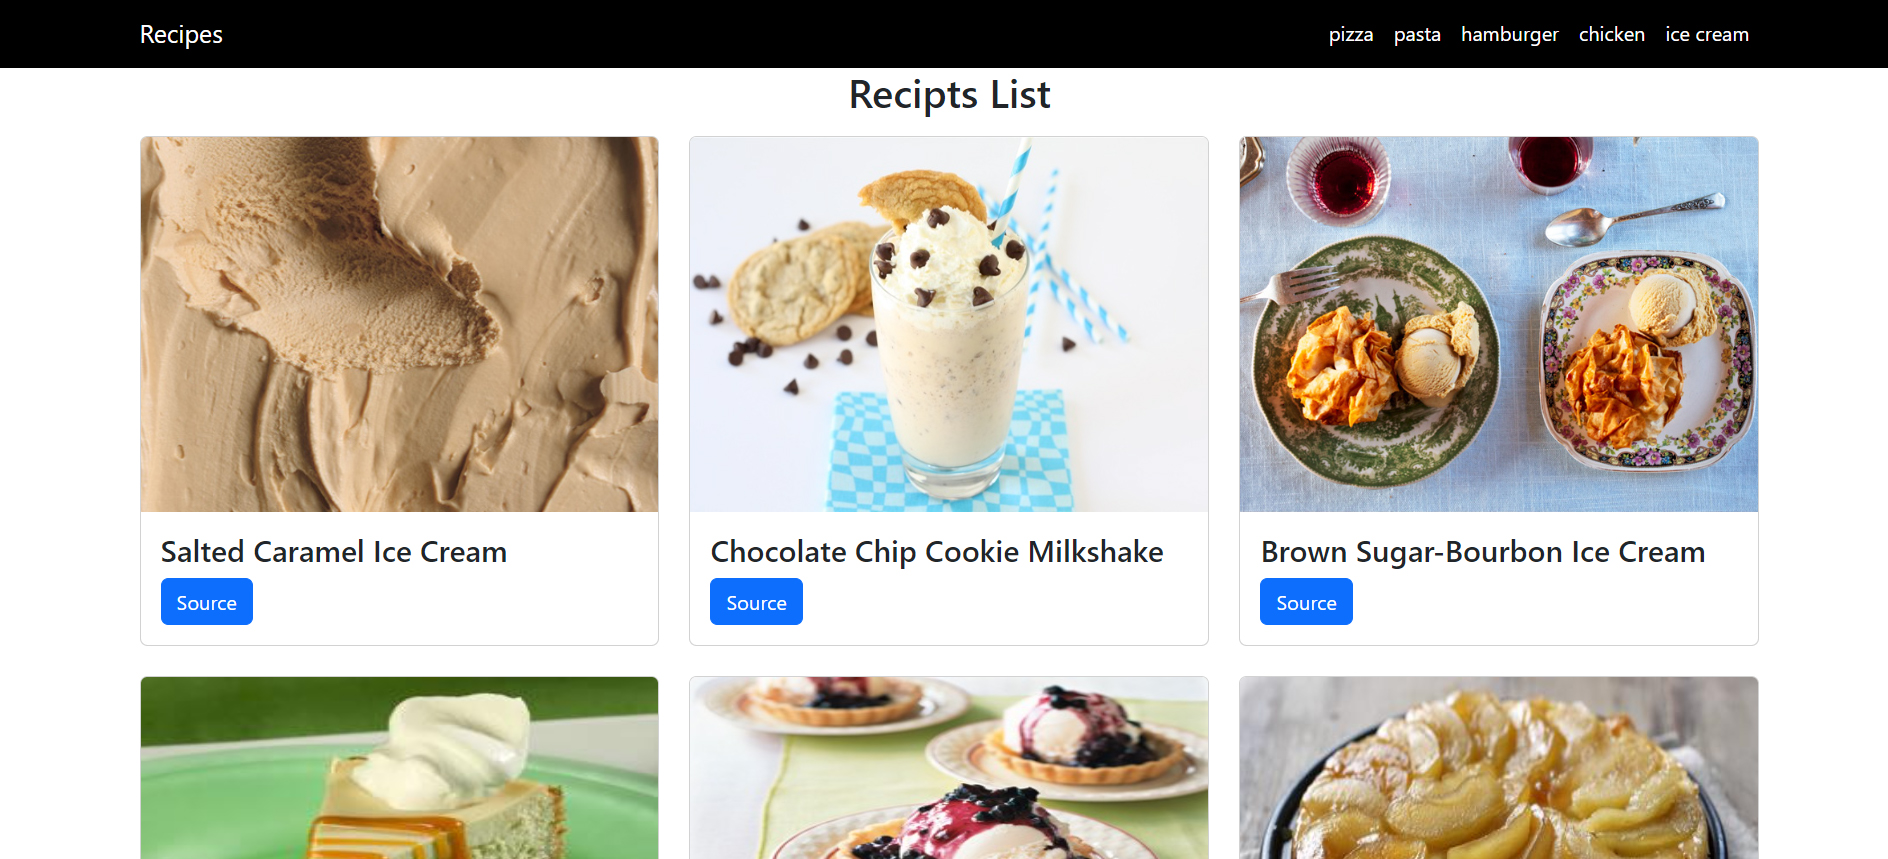 Recipes
pizza pasta hamburger chicken ice cream
Recipts List
Salted Caramel Ice Cream
Source
Chocolate Chip Cookie Milkshake
Source
Brown Sugar-Bourbon Ice Cream
Source